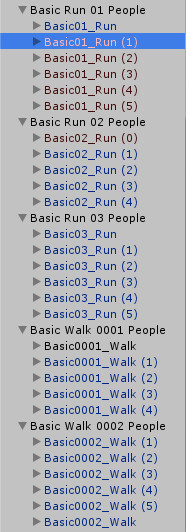 Basic Run 01 People
Basic01_Run
Basic01_Run (1)
Basic01_Run (2)
Basic01_Run (3)
Basic01_Run (4)
Basic01_Run (5)
Basic Run 02 People
Basic02_Run (0)
Basic02_Run (1)
Basic02_Run (2)
Basic02_Run (3)
Basic02_Run (4)
Basic Run 03 People
Basic03_Run
Basic03_Run (1)
Basic03_Run (2)
Basic03_Run (3)
Basic03_Run (4)
Basic03_Run (5)
Basic Walk 0001 People
Basic0001_Walk
Basic0001_Walk (1)
Basic0001_Walk (2)
Basic0001_Walk (3)
Basic0001_Walk (4)
Basic Walk 0002 People
Basic0002_Walk (1)
Basic0002_Walk (2)
Basic0002_Walk (3)
Basic0002_Walk (4)
Basic0002_Walk (5)
Basic0002_Walk